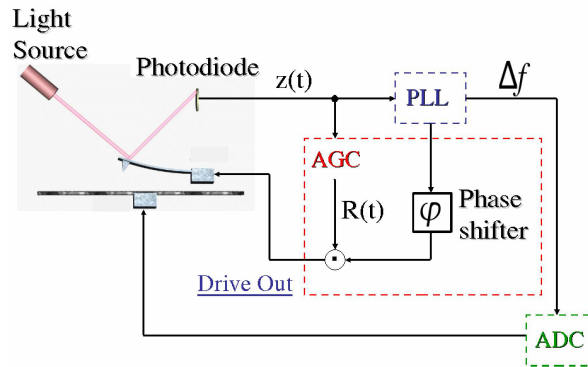 Light
Source
Photodiode
z(t)
PLL
Δf
AGC
R(t)
φ
Phase
shifter
Drive Out
ADC